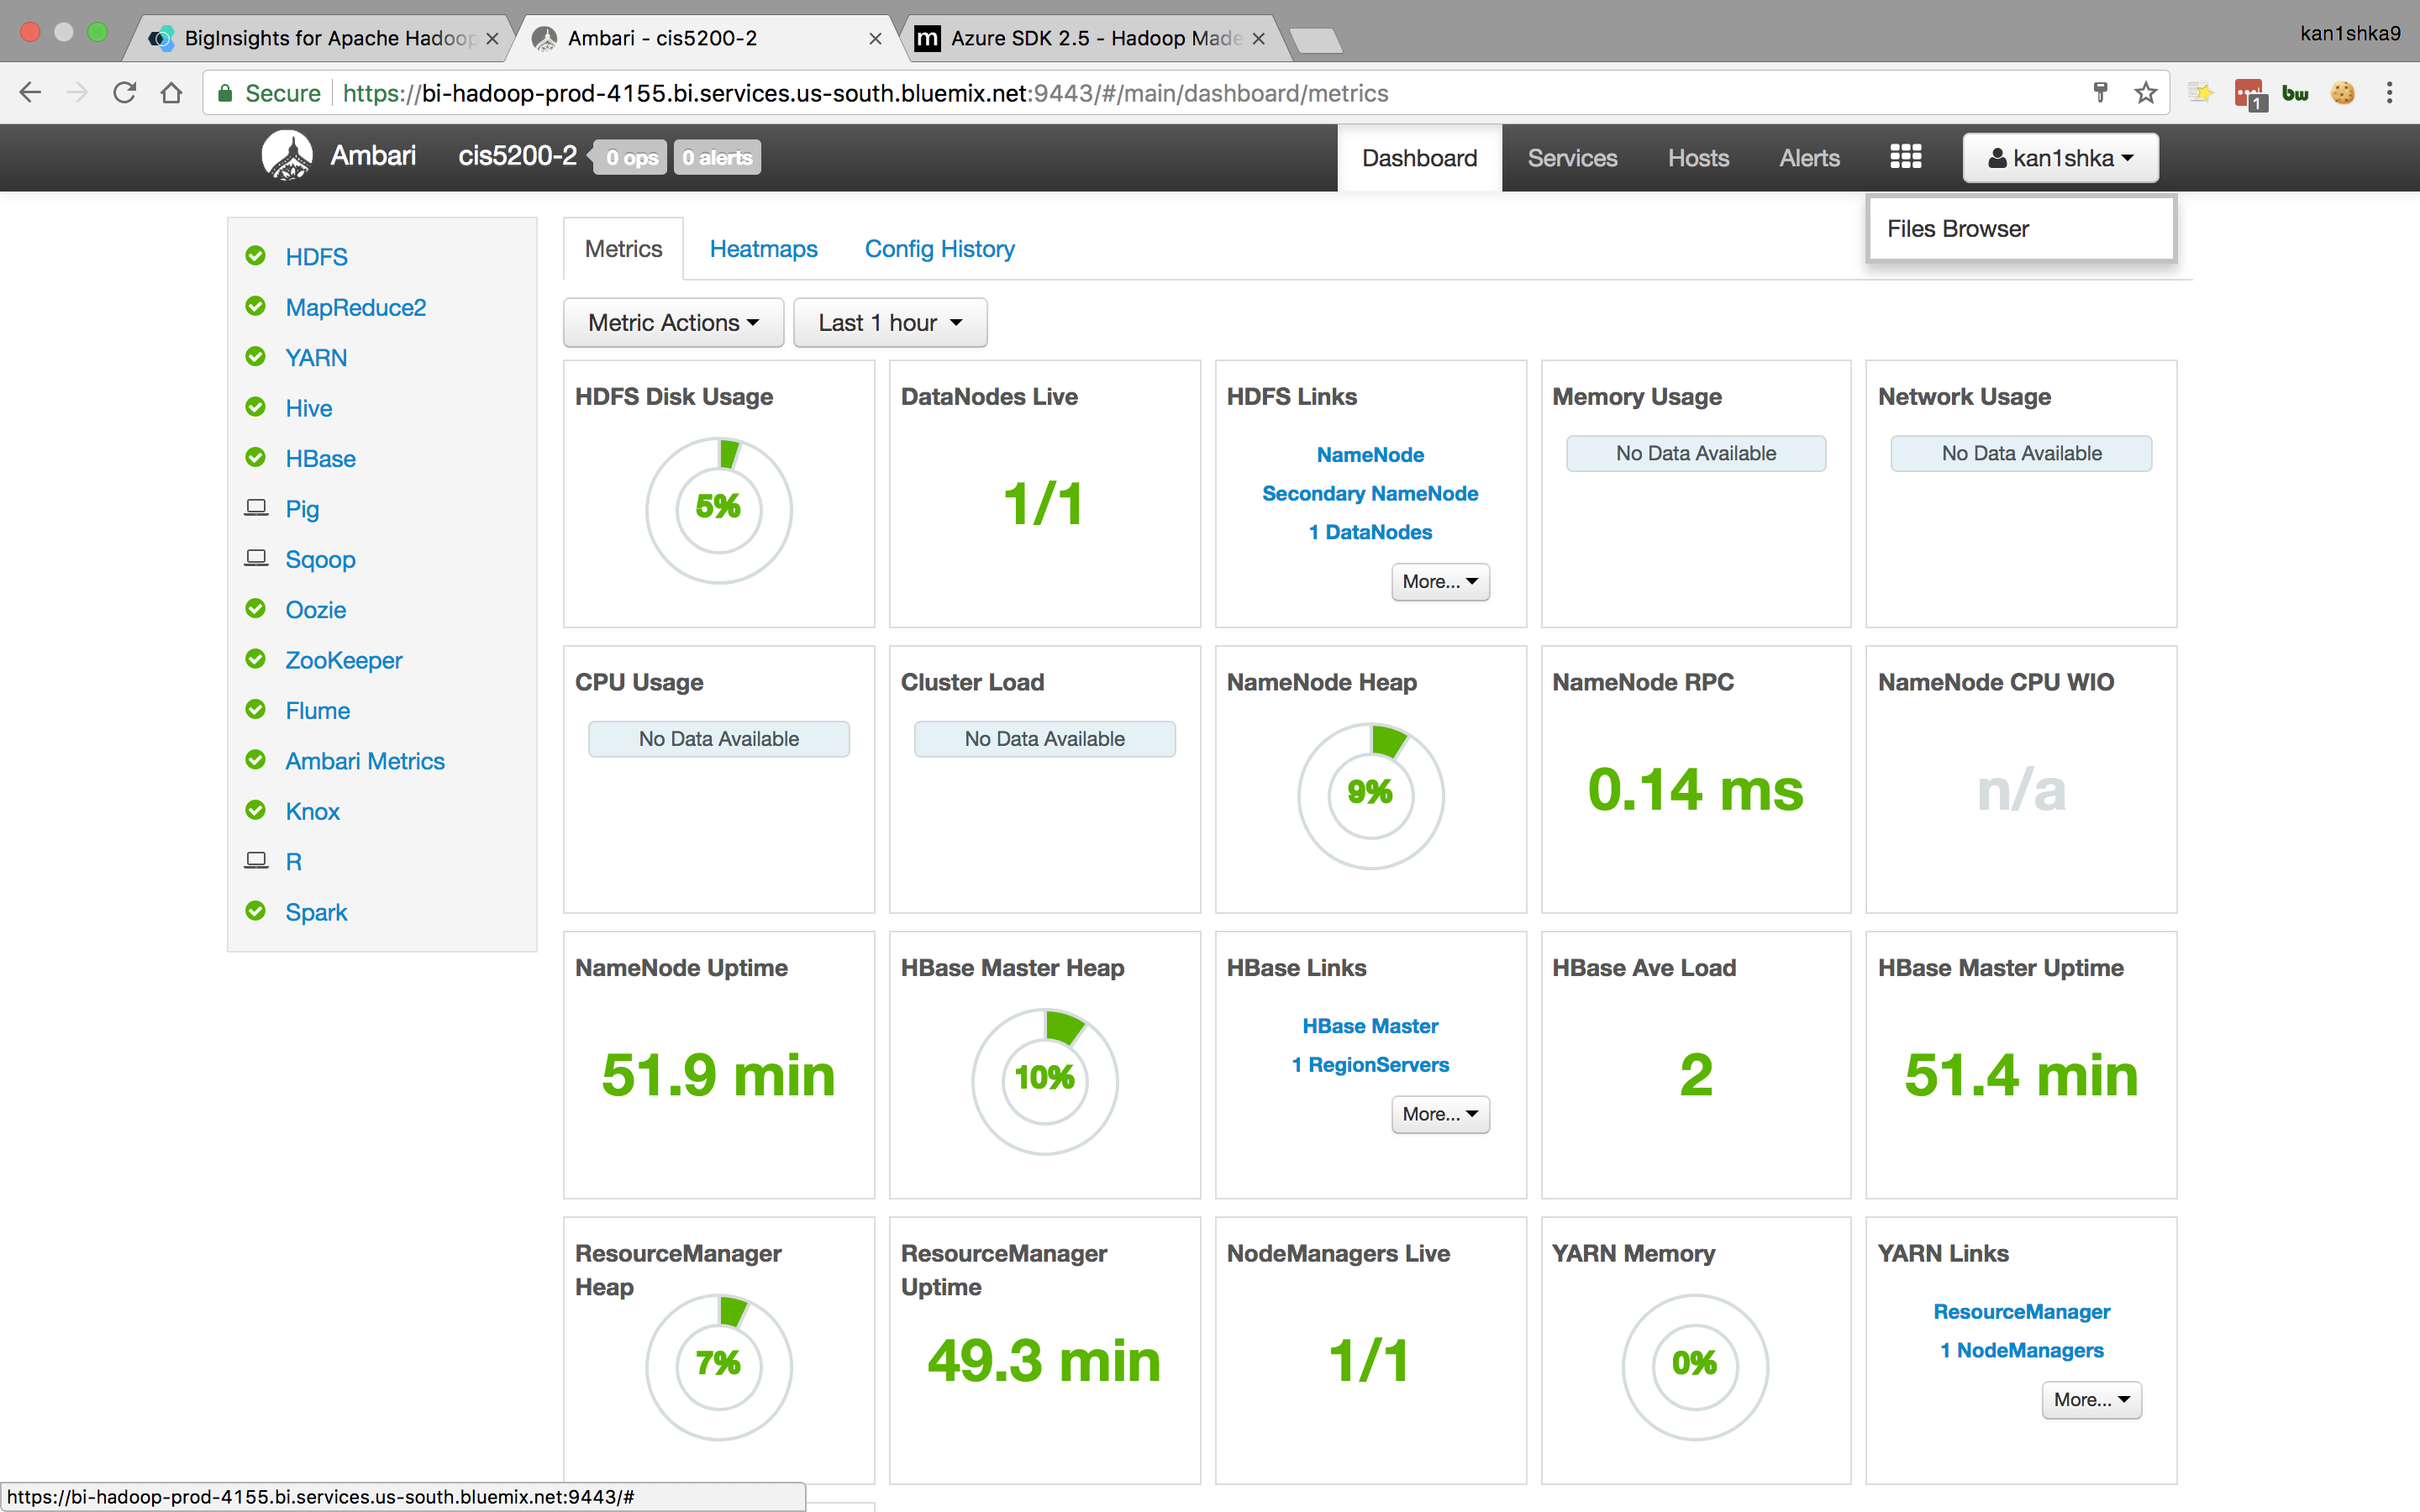 BigInsights for Apache Hadoop
Ambari - cis5200-2
Azure SDK 2.5 - Hadoop Made
kan1shka9
Secure
https://bi-hadoop-prod-4155.bi.services.us-south.bluemix.net:9443/#/main/dashboard/metrics
1
bw
Ambari
cis5200-2
0 ops
0 alerts
Dashboard
Services
Hosts
Alerts
kan1shka
Files Browser
HDFS
MapReduce2
YARN
Hive
HBase
Pig
Sqoop
Oozie
ZooKeeper
Flume
Ambari Metrics
Knox
R
Spark
Metrics
Heatmaps
Config History
Metric Actions
Last 1 hour
HDFS Disk Usage
5%
DataNodes Live
1/1
HDFS Links
NameNode
Secondary NameNode
1 DataNodes
More...
Memory Usage
No Data Available
Network Usage
No Data Available
CPU Usage
No Data Available
Cluster Load
No Data Available
NameNode Heap
9%
NameNode RPC
0.14 ms
NameNode CPU WIO
n/a
NameNode Uptime
51.9 min
HBase Master Heap
10%
HBase Links
HBase Master
1 RegionServers
More...
HBase Ave Load
2
HBase Master Uptime
51.4 min
ResourceManager
Heap
7%
ResourceManager
Uptime
49.3 min
NodeManagers Live
1/1
YARN Memory
0%
YARN Links
ResourceManager
1 NodeManagers
More...
https://bi-hadoop-prod-4155.bi.services.us-south.bluemix.net:9443/#